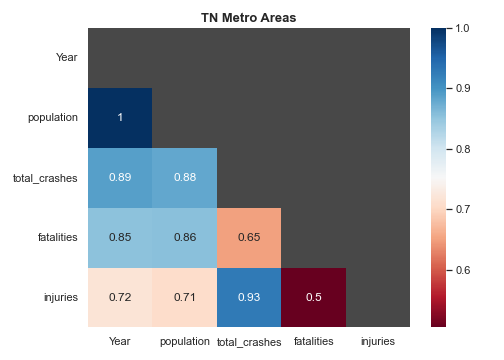 TN Metro Areas
Year
population
total_crashes
fatalities
injuries
1
0.89 0.88
0.85 0.86 0.65
0.72 0.71 0.93 0.5
Year population total_crashes fatalities injuries
1.0
0.9
0.8
0.7
0.6